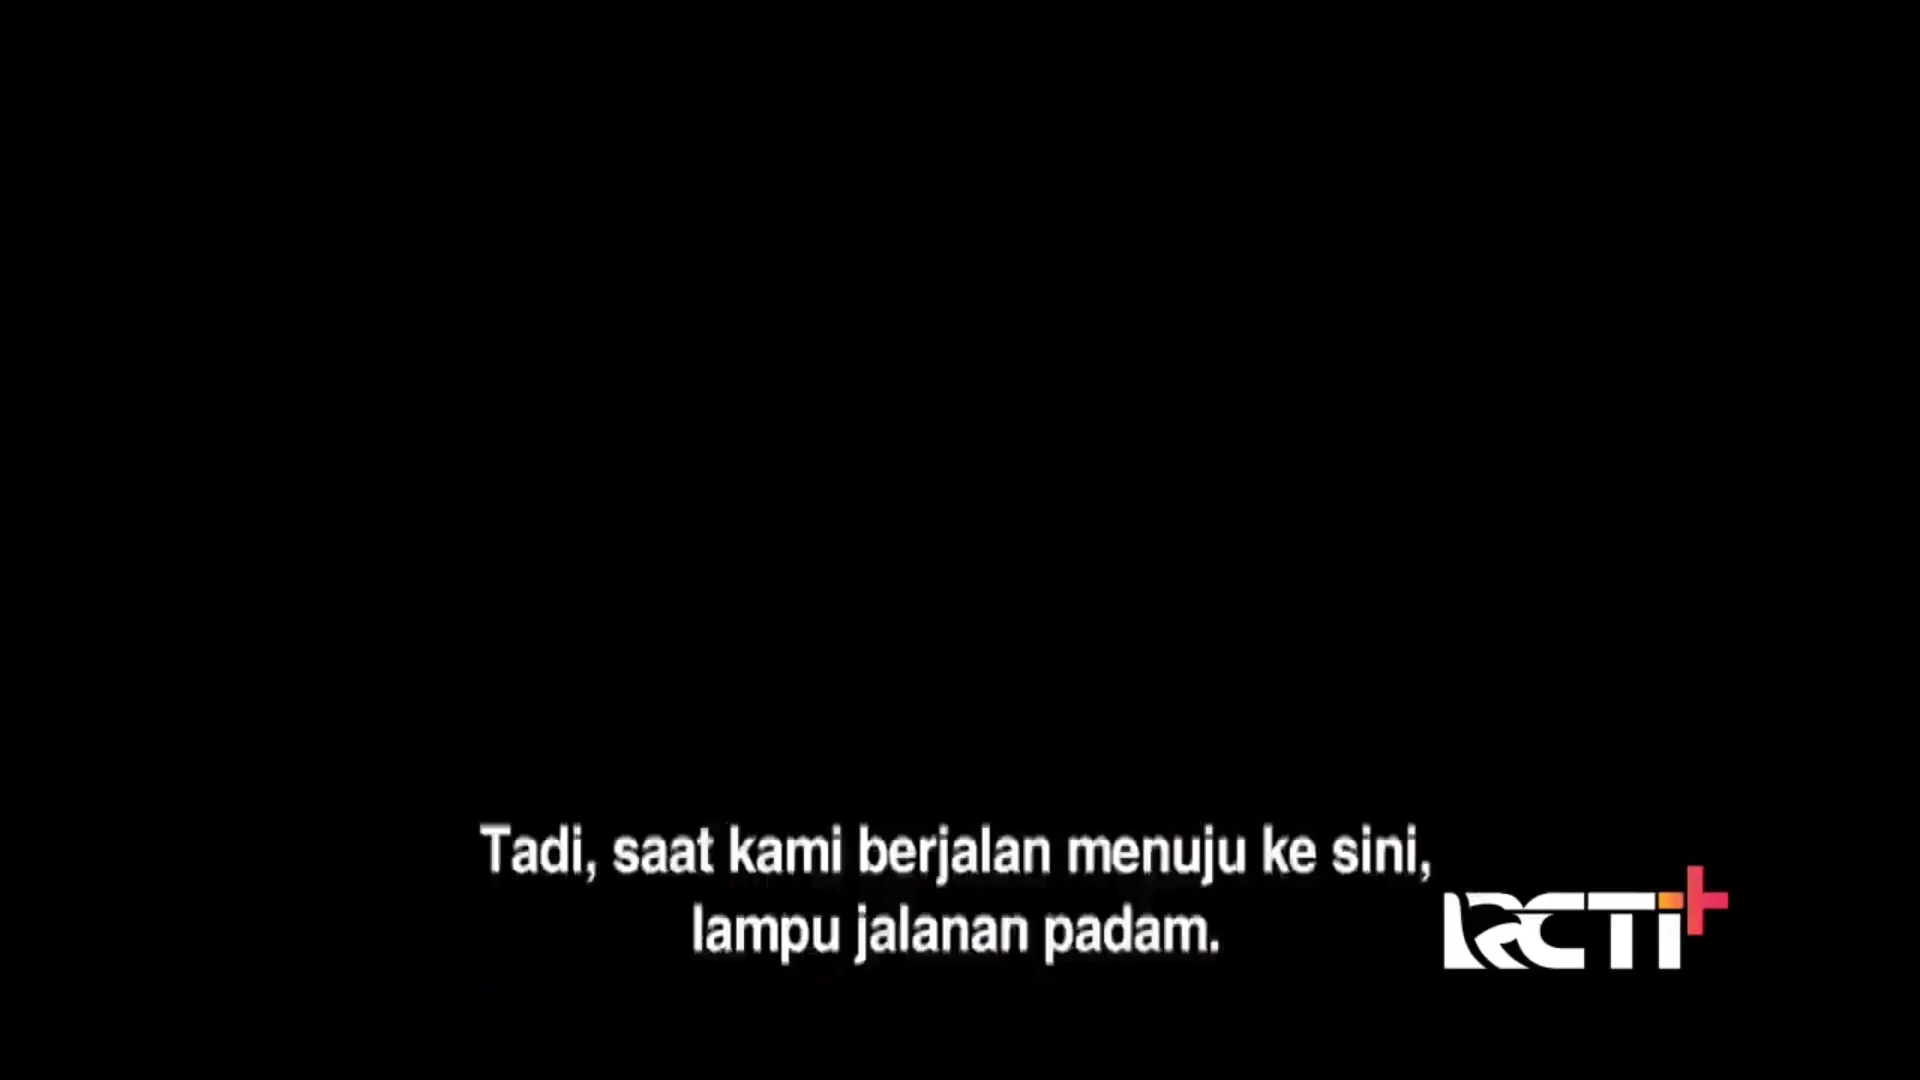 Tadi, saat kami berjalan menuju ke sini,
lampu jalanan padam.
RCTI+